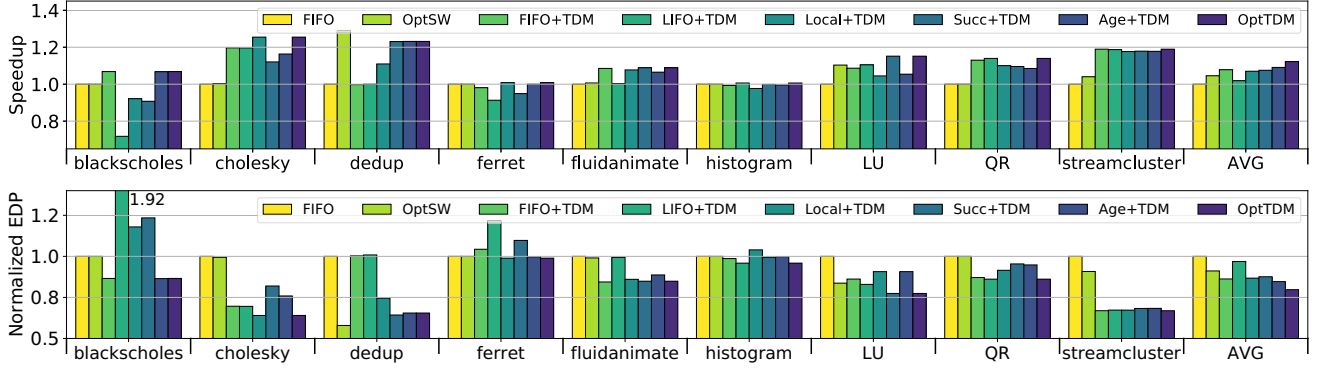 Speedup
1.4
1.2
1.0
0.8
FIFO OptSW FIFO+TDM LIFO+TDM Local+TDM Succ+TDM Age+TDM OptTDM
blackscholes cholesky dedup ferret fluidanimate histogram LU QR streamcluster AVG
Normalized EDP
1.2
1.0
0.8
0.5
1.92
FIFO OptSW FIFO+TDM LIFO+TDM Local+TDM Succ+TDM Age+TDM OptTDM
blackscholes cholesky dedup ferret fluidanimate histogram LU QR streamcluster AVG